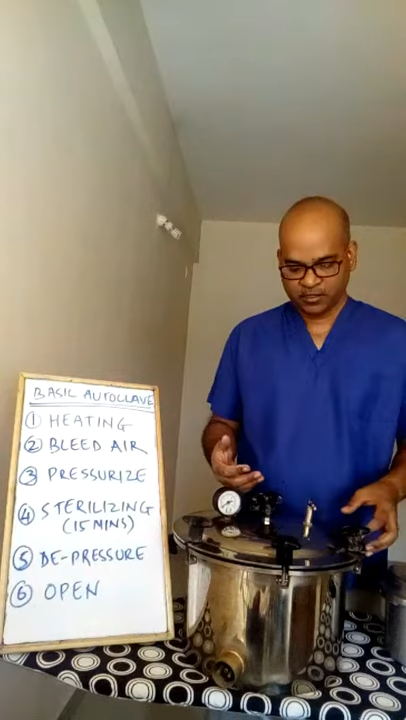 BASIC AUTOCLAVE
① HEATING
② BLEED AIR
③ PRESSURIZE
④ STERILIZING
(15 MINS)
⑤ DE-PRESSURE
⑥ OPEN